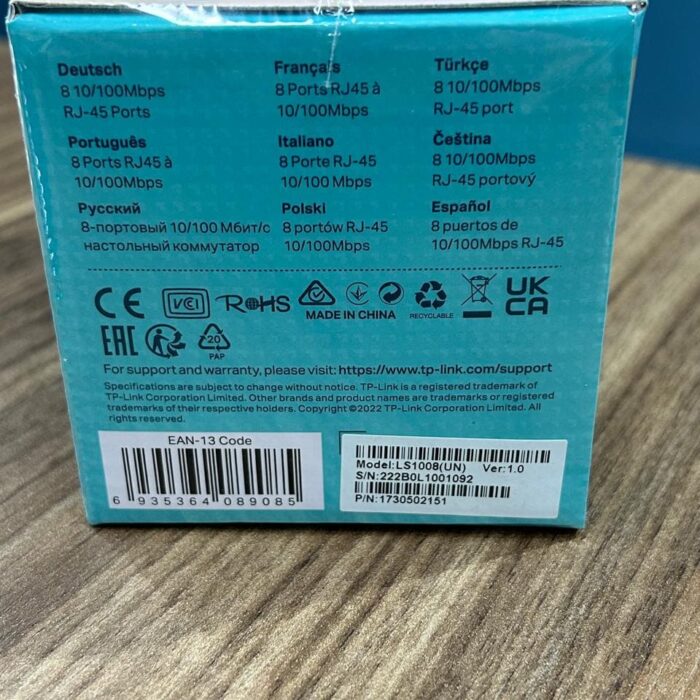 Deutsch
8 10/100Mbps
RJ-45 Ports
Français
8 Ports RJ45 à
10/100Mbps
Türkçe
8 10/100Mbps
RJ-45 port
Português
8 Ports RJ45 à
10/100Mbps
Italiano
8 Porte RJ-45
10/100 Mbps
Čeština
8 10/100Mbps
RJ-45 portový
Русский
8-портовый 10/100 Мбит/с
настольный коммутатор
Polski
8 portów RJ-45
10/100Mbps
Español
8 puertos de
10/100Mbps RJ-45
CE
VCCI
RoHS
MADE IN CHINA
RECYCLABLE
UK
CA
EAC
20
PAP
For support and warranty, please visit: https://www.tp-link.com/support
Specifications are subject to change without notice. TP-Link is a registered trademark of
TP-Link Corporation Limited. Other brands and product names are trademarks or registered
trademarks of their respective holders. Copyright ©2022 TP-Link Corporation Limited. All
rights reserved.
EAN-13 Code
6 935364 089085
Model:LS1008(UN) Ver:1.0
S/N:222B0L1001092
P/N:1730502151